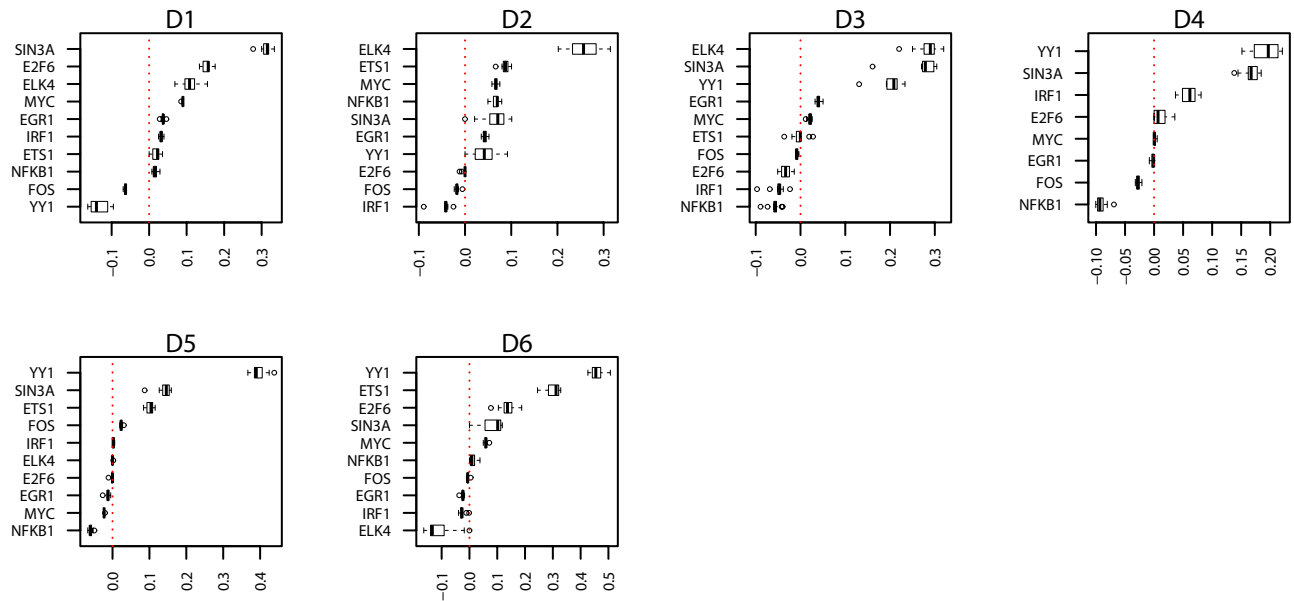 D1
SIN3A
E2F6
ELK4
MYC
EGR1
IRF1
ETS1
NFKB1
FOS
YY1
−0.1
0.0
0.1
0.2
0.3
D2
ELK4
ETS1
MYC
NFKB1
SIN3A
EGR1
YY1
E2F6
FOS
IRF1
−0.1
0.0
0.1
0.2
0.3
D3
ELK4
SIN3A
YY1
EGR1
MYC
ETS1
FOS
E2F6
IRF1
NFKB1
−0.1
0.0
0.1
0.2
0.3
D4
YY1
SIN3A
IRF1
E2F6
MYC
EGR1
FOS
NFKB1
−0.10
−0.05
0.00
0.05
0.10
0.15
0.20
D5
YY1
SIN3A
ETS1
FOS
IRF1
ELK4
E2F6
EGR1
MYC
NFKB1
0.0
0.1
0.2
0.3
0.4
D6
YY1
ETS1
E2F6
SIN3A
MYC
NFKB1
FOS
EGR1
IRF1
ELK4
−0.1
0.0
0.1
0.2
0.3
0.4
0.5